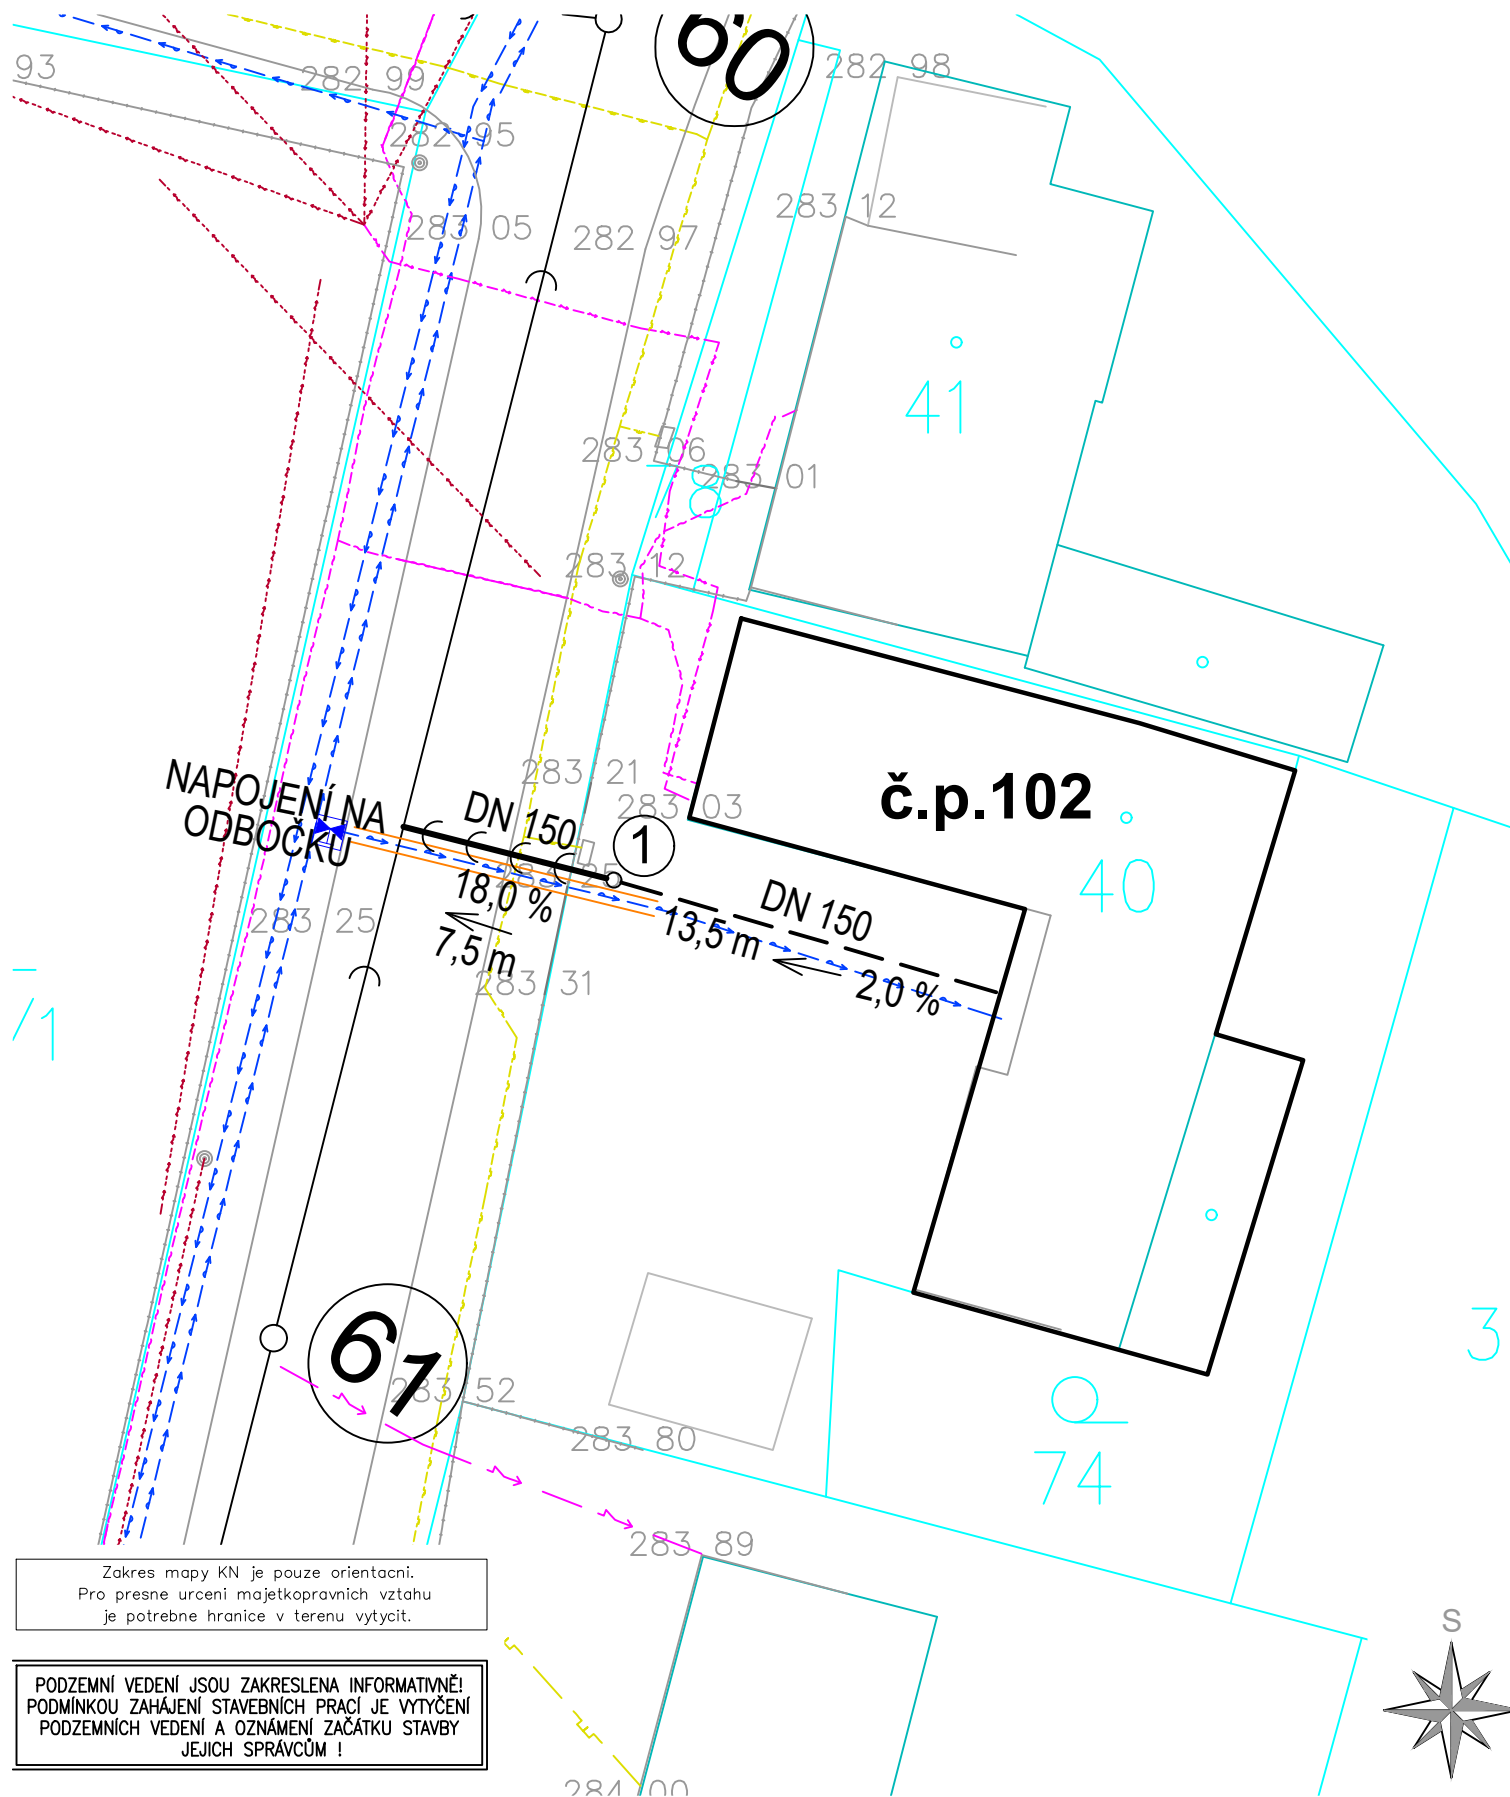 60
93
282 99
282 98
282 95
283 12
283 05
282 97
41
283 06
283 01
18
283 12
NAPOJENÍ NA
ODBOČKU
DN 150
283 21
283 03
č.p.102
1
40
283 25
18,0 %
7,5 m
DN 150
13,5 m
2,0 %
283 25
283 31
/1
61
283 52
283 80
3
74
283 89
Zakres mapy KN je pouze orientacni.
Pro presne urceni majetkopravnich vztahu
je potrebne hranice v terenu vytycit.
S
PODZEMNÍ VEDENÍ JSOU ZAKRESLENA INFORMATIVNĚ!
PODMÍNKOU ZAHÁJENÍ STAVEBNÍCH PRACÍ JE VYTYČENÍ
PODZEMNÍCH VEDENÍ A OZNÁMENÍ ZAČÁTKU STAVBY
JEJICH SPRÁVCŮM !
284 00